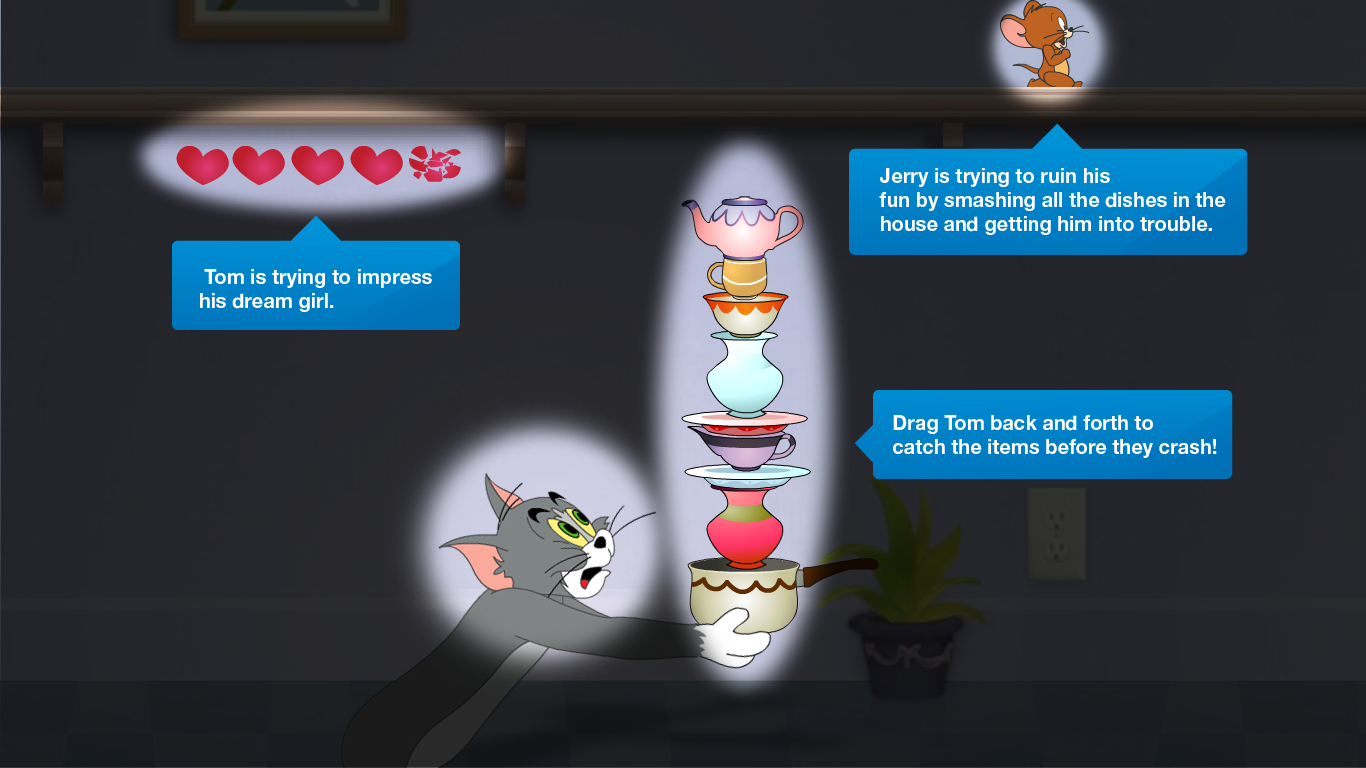 Jerry is trying to ruin his
fun by smashing all the dishes in the
house and getting him into trouble.
Tom is trying to impress
his dream girl.
Drag Tom back and forth to
catch the items before they crash!